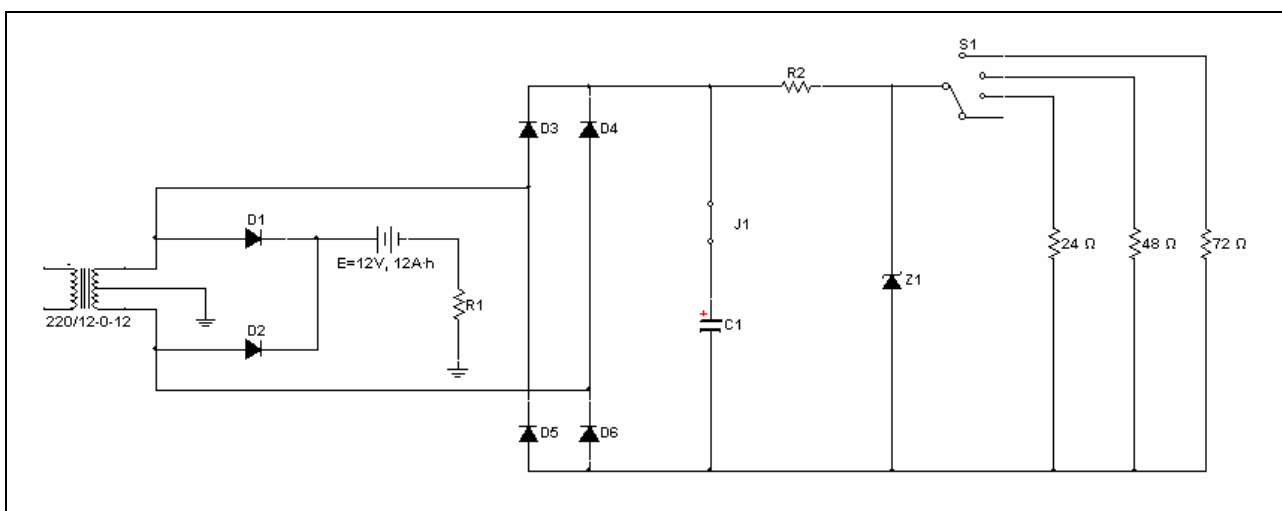 S1
R2
D3
D4
D1
J1
E=12V, 12A·h
24 Ω
48 Ω
72 Ω
Z1
R1
220/12-0-12
D2
+
C1
D5
D6